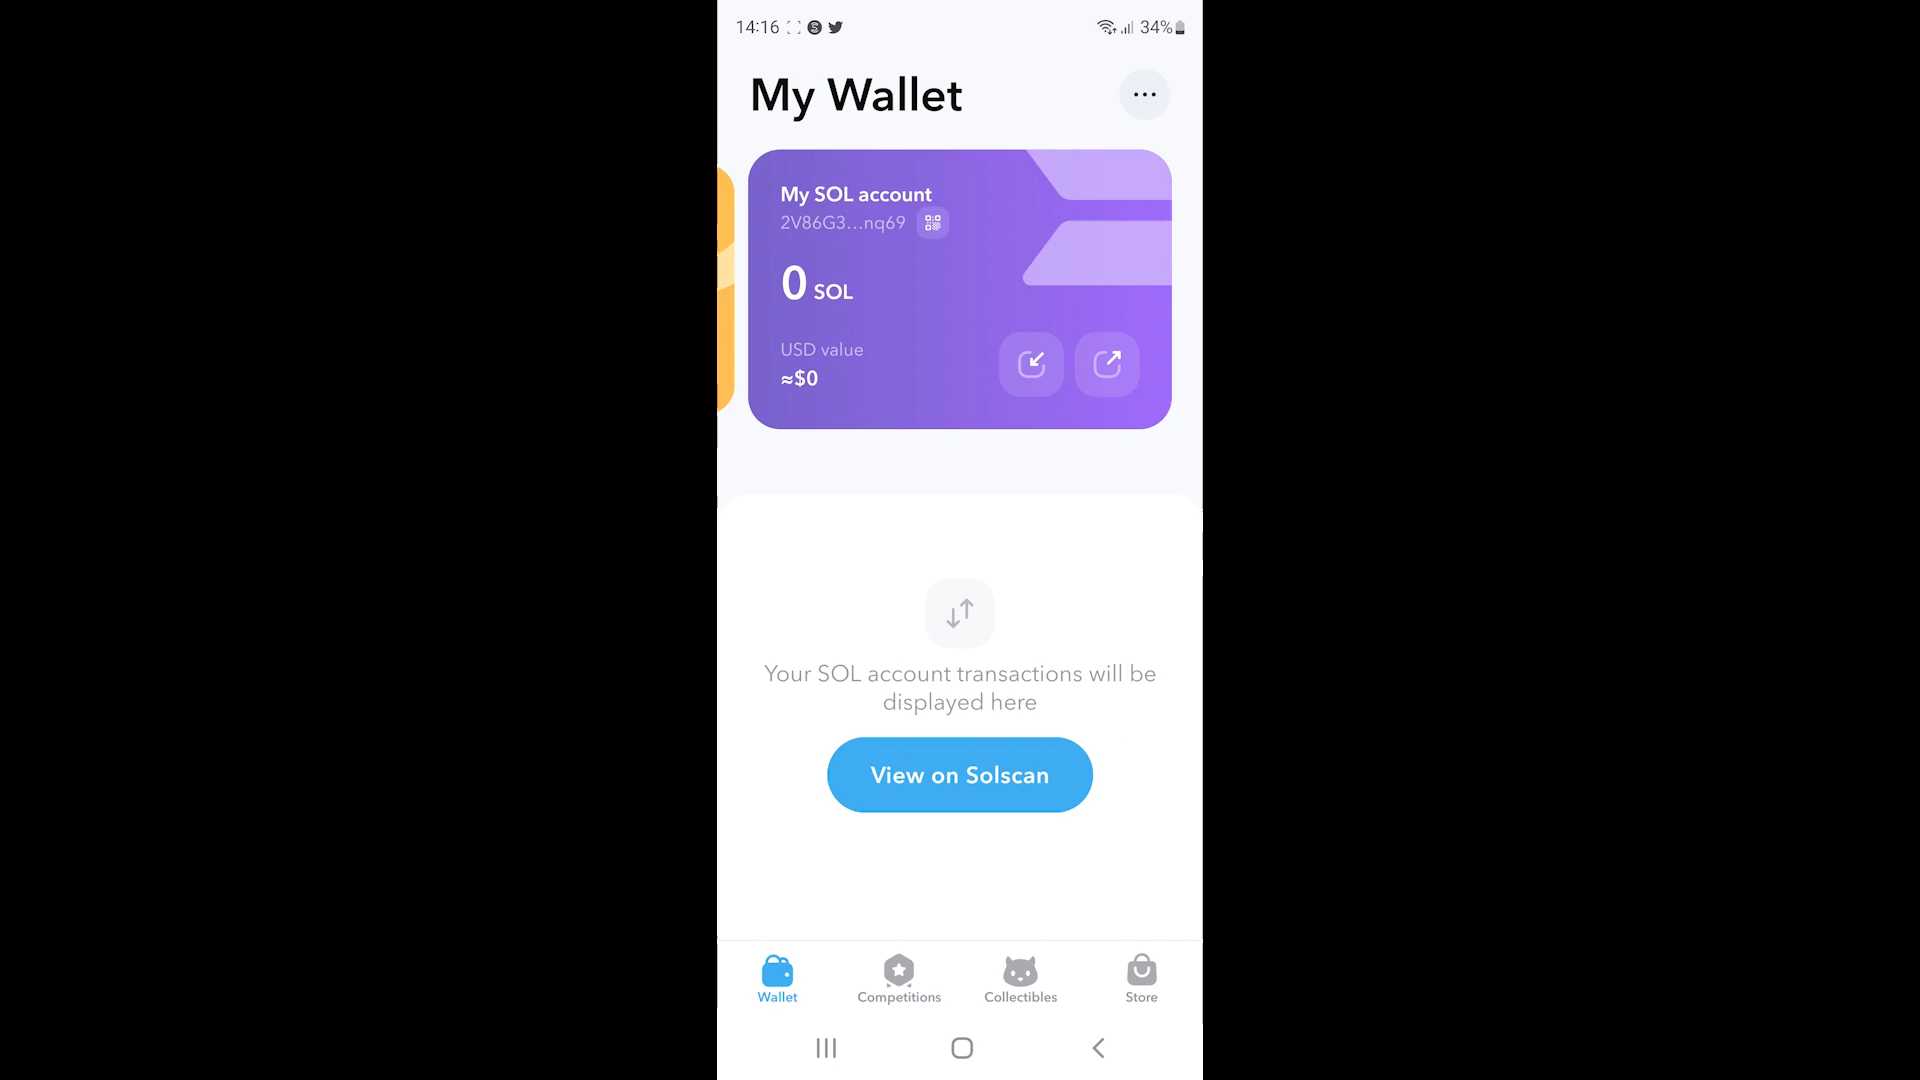 14:16
34%
My Wallet
My SOL account
2V86G3...nq69
0 SOL
USD value
≈$0
Your SOL account transactions will be
displayed here
View on Solscan
Wallet
Competitions
Collectibles
Store